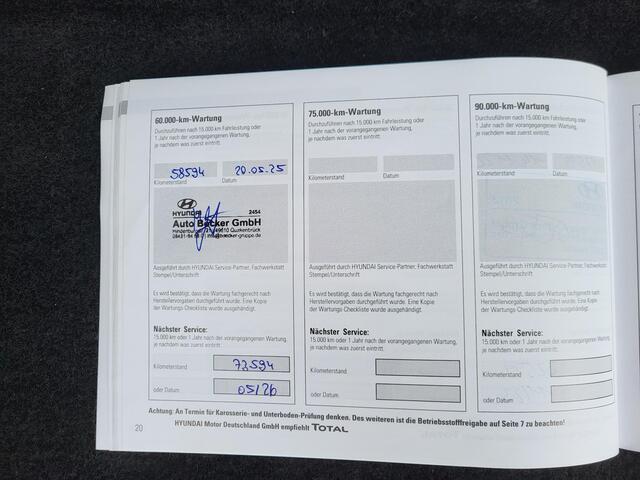 60.000-km-Wartung
Durchzuführen nach 15.000 km Fahrleistung oder
1 Jahr nach der vorangegangenen Wartung,
je nachdem was zuerst eintritt.
58594 20.05.25
Kilometerstand Datum
HYUNDAI 2454
Auto Becker GmbH
49610 Quakenbrück
Ausgeführt durch HYUNDAI Service-Partner, Fachwerkstatt
Stempel/Unterschrift
Es wird bestätigt, dass die Wartung fachgerecht nach
Herstellervorgaben durchgeführt wurde. Eine Kopie
der Wartungs-Checkliste wurde ausgehändigt.
Nächster Service:
15.000 km oder 1 Jahr nach der vorangegangenen Wartung,
je nachdem was zuerst eintritt.
Kilometerstand 73594
oder Datum 05/26
75.000-km-Wartung
Durchzuführen nach 15.000 km Fahrleistung oder
1 Jahr nach der vorangegangenen Wartung,
je nachdem was zuerst eintritt.
Kilometerstand Datum
Ausgeführt durch HYUNDAI Service-Partner, Fachwerkstatt
Stempel/Unterschrift
Es wird bestätigt, dass die Wartung fachgerecht nach
Herstellervorgaben durchgeführt wurde. Eine Kopie
der Wartungs-Checkliste wurde ausgehändigt.
Nächster Service:
15.000 km oder 1 Jahr nach der vorangegangenen Wartung,
je nachdem was zuerst eintritt.
Kilometerstand
oder Datum
90.000-km-Wartung
Durchzuführen nach 15.000 km Fahrleistung oder
1 Jahr nach der vorangegangenen Wartung,
je nachdem was zuerst eintritt.
Kilometerstand Datum
Ausgeführt durch HYUNDAI Service-Partner, Fachwerkstatt
Stempel/Unterschrift
Es wird bestätigt, dass die Wartung fachgerecht nach
Herstellervorgaben durchgeführt wurde. Eine Kopie
der Wartungs-Checkliste wurde ausgehändigt.
Nächster Service:
15.000 km oder 1 Jahr nach der vorangegangenen Wartung,
je nachdem was zuerst eintritt.
Kilometerstand
oder Datum
Achtung: An Termin für Karosserie- und Unterboden-Prüfung denken. Des weiteren ist die Betriebsstofffreigabe auf Seite 7 zu beachten!
20 HYUNDAI Motor Deutschland GmbH empfiehlt TOTAL